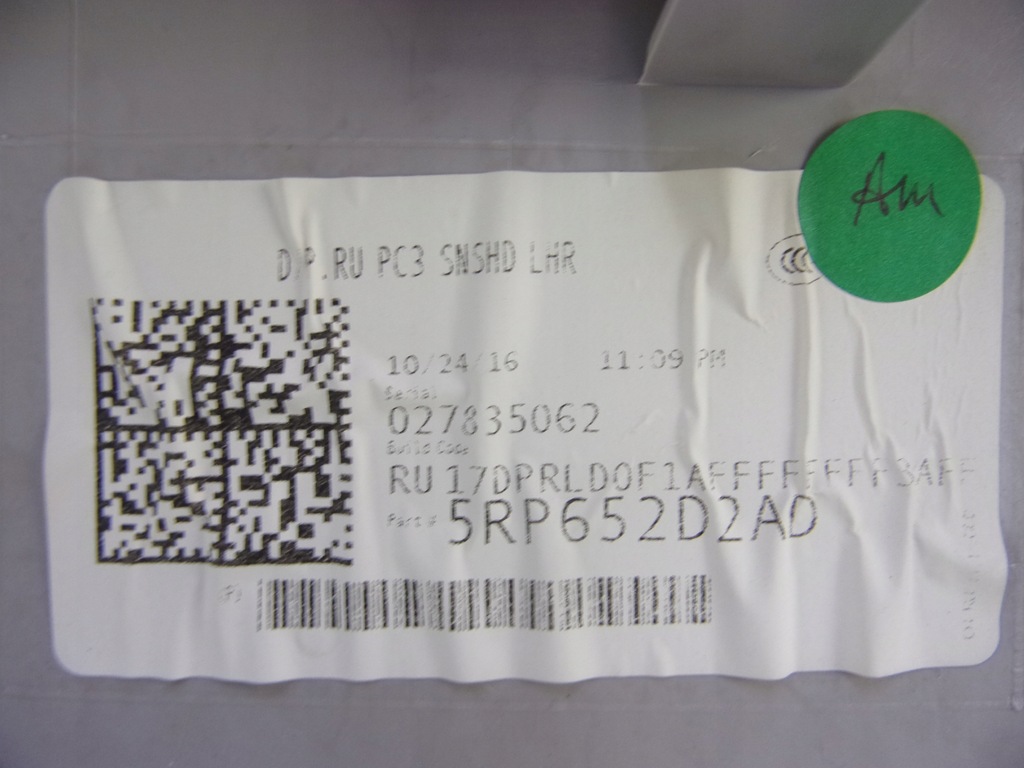 Am
CCC
RU PC3 SNSHD LHR
10/24/16 11:09 PM
Serial
027835062
Build Code
RU 17DPRLD0F1AFFFFFFFF3AFF
Part #
5RP652D2AD